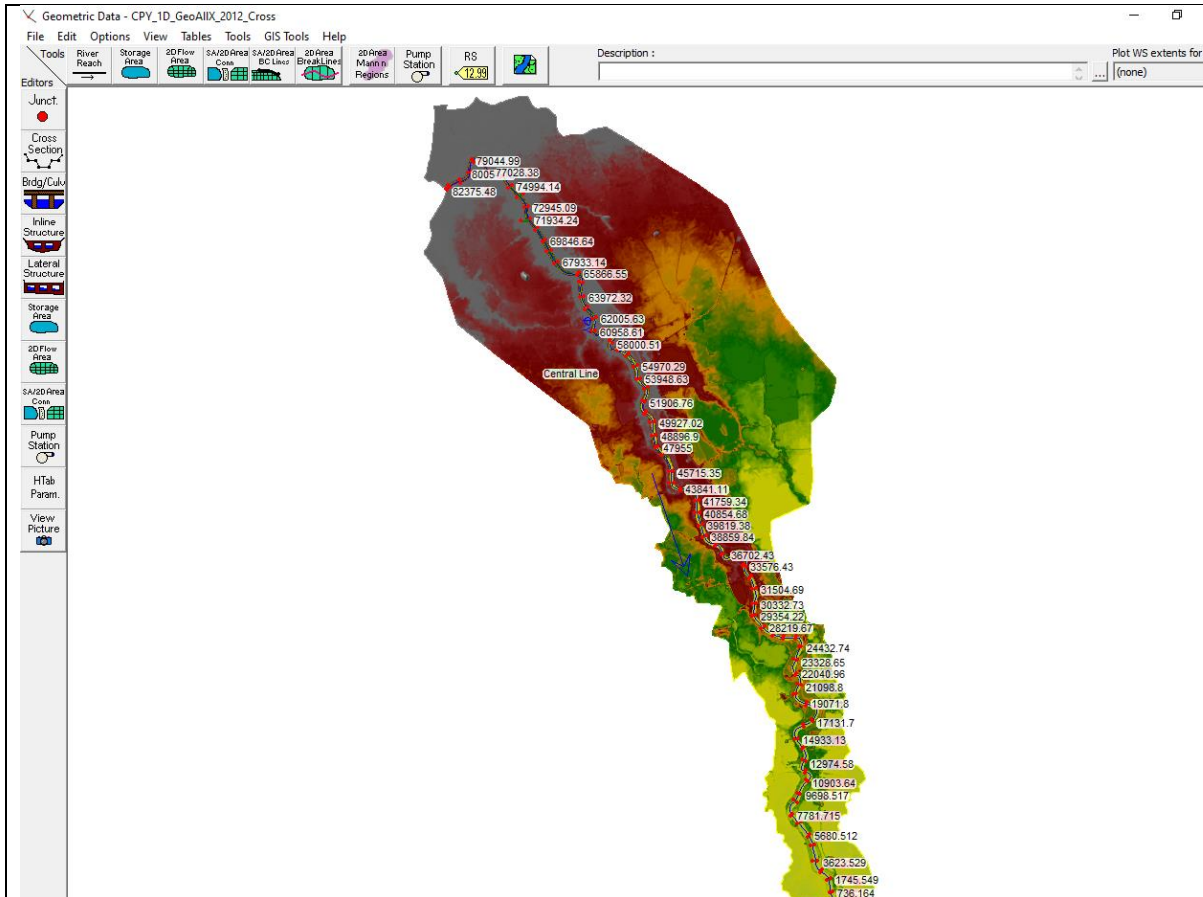 Geometric Data - CPY_1D_GeoAllX_2012_Cross
File Edit Options View Tables Tools GIS Tools Help
Tools
Editors
River Reach
Storage Area
2D Flow Area
SA/2D Area Conn
SA/2D Area BC Lines
2D Area BreakLines
2D Area Mann n Regions
Pump Station
RS
12.99
Description :
...
Plot WS extents for
(none)
Junct.
Cross Section
Brdg/Culv
Inline Structure
Lateral Structure
Storage Area
2D Flow Area
SA/2D Area Conn
Pump Station
HTab Param.
View Picture
79044.99
8005
77028.38
82375.48
74994.14
72945.09
71934.24
69846.64
67933.14
65866.55
63972.32
62005.63
60958.61
58000.51
54970.29
Central Line
53948.63
51906.76
49927.02
48896.9
47955
45715.35
43841.11
41759.34
40854.68
39819.38
38859.84
36702.43
33576.43
31504.69
30332.73
29354.22
28219.67
24432.74
23328.65
22040.96
21098.8
19071.8
17131.7
14933.13
12974.58
10903.64
9698.517
7781.715
5680.512
3623.529
1745.549
736.164